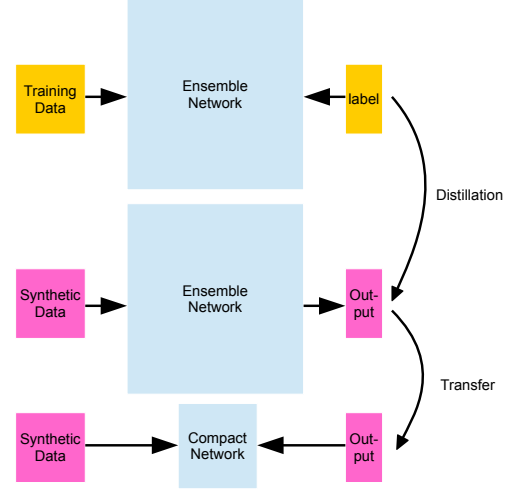 Training
Data
Ensemble
Network
label
Distillation
Synthetic
Data
Ensemble
Network
Out-
put
Transfer
Synthetic
Data
Compact
Network
Out-
put